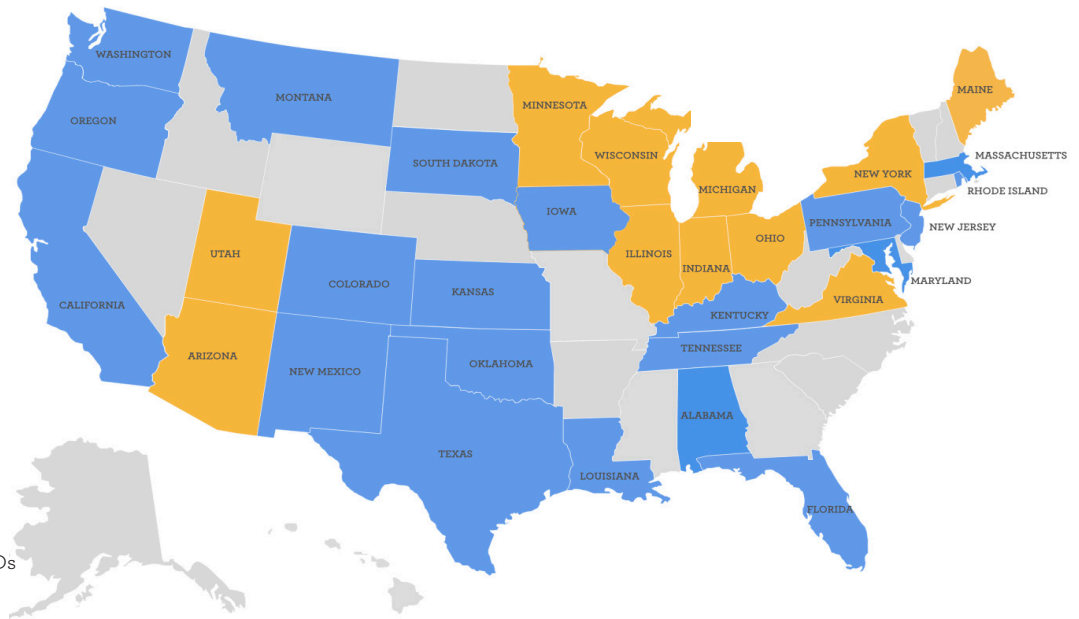 WASHINGTON
MONTANA
OREGON
MINNESOTA
MAINE
SOUTH DAKOTA
WISCONSIN
MASSACHUSETTS
NEW YORK
MICHIGAN
RHODE ISLAND
IOWA
PENNSYLVANIA
NEW JERSEY
OHIO
UTAH
ILLINOIS
INDIANA
MARYLAND
COLORADO
KANSAS
CALIFORNIA
VIRGINIA
KENTUCKY
TENNESSEE
ARIZONA
OKLAHOMA
NEW MEXICO
ALABAMA
TEXAS
LOUISIANA
FLORIDA